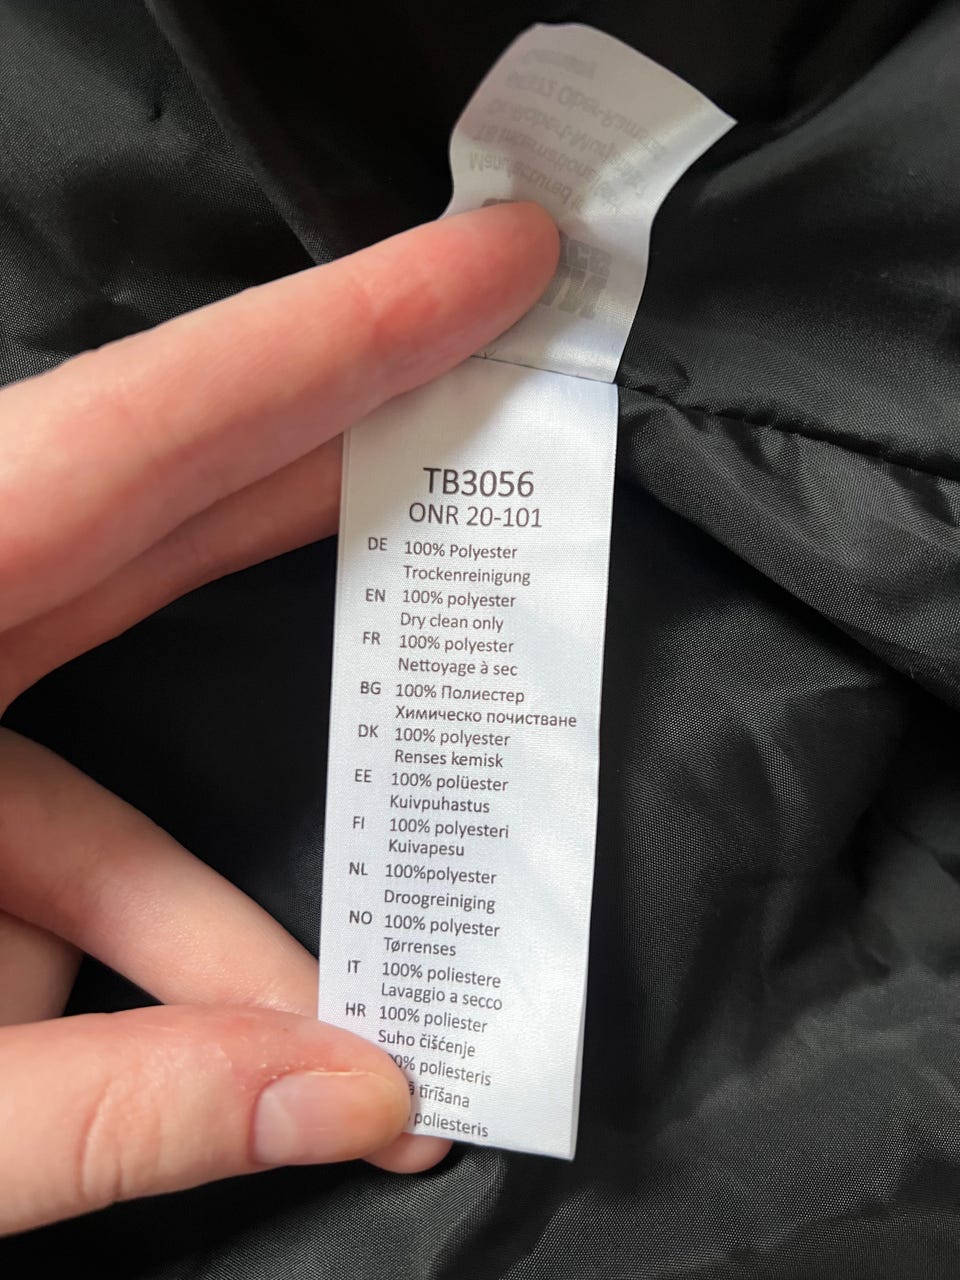 TB3056
ONR 20-101
DE 100% Polyester
Trockenreinigung
EN 100% polyester
Dry clean only
FR 100% polyester
Nettoyage à sec
BG 100% Полиестер
Химическо почистване
DK 100% polyester
Renses kemisk
EE 100% polüester
Kuivpuhastus
FI 100% polyesteri
Kuivapesu
NL 100%polyester
Droogreiniging
NO 100% polyester
Tørrenses
IT 100% poliestere
Lavaggio a secco
HR 100% poliester
Suho čišćenje
poliesteris
tīrīšana
poliesteris